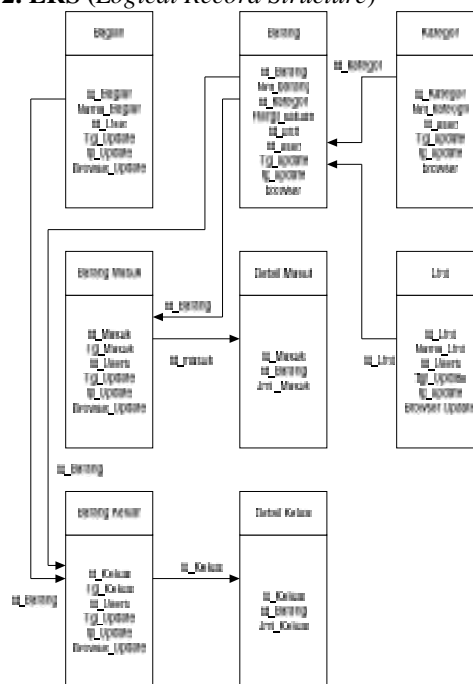 2. LRS (Logical Record Structure)
Bagian
Id_Bagian
Nama_Bagian
Id_User
Tgl_Update
Ip_Update
Browser_Update
Barang
Id_Barang
Nm_barang
Id_Kategori
Harga_satuan
Id_unit
Id_user
Tgl_update
Ip_update
browser
Id_Kategori
Kategori
Id_Kategori
Nm_Kategori
Id_user
Tgl_update
Ip_update
browser
Barang Masuk
Id_Masuk
Tgl_Masuk
Id_Users
Tgl_Update
Ip_Update
Browser_Update
Id_Barang
Id_masuk
Detail Masuk
Id_Masuk
Id_Barang
Jml_Masuk
Unit
Id_Unit
Nama_Unit
Id_Users
Tgl_Update
Ip_update
Browser Update
Id_Unit
Id_Barang
Barang Keluar
Id_Keluar
Tgl_Keluar
Id_Users
Tgl_Update
Ip_Update
Browser_Update
Id_Barang
Id_Keluar
Detail Keluar
Id_Keluar
Id_Barang
Jml_Keluar